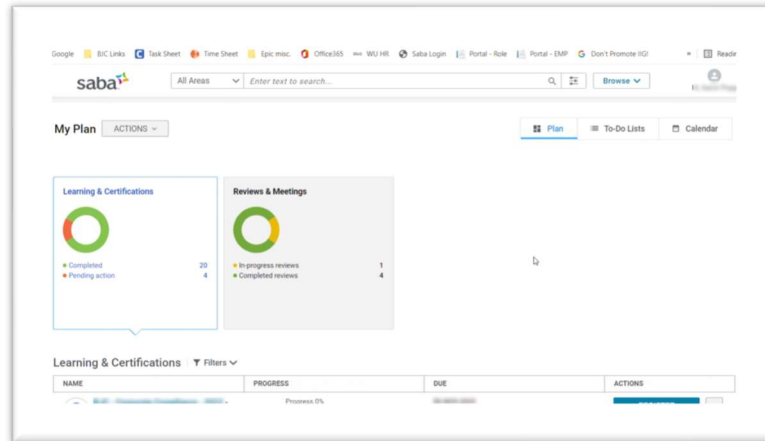 Google BJC Links Task Sheet Time Sheet Epic misc. Office365 WU HR Saba Login Portal - Role Portal - EMP Don't Promote IIG! » Readin
saba All Areas Enter text to search... Browse
My Plan ACTIONS Plan To-Do Lists Calendar
Learning & Certifications Reviews & Meetings
Completed 20 In-progress reviews 1
Pending action 4 Completed reviews 4
Learning & Certifications Filters
NAME PROGRESS DUE ACTIONS
Progress 0%